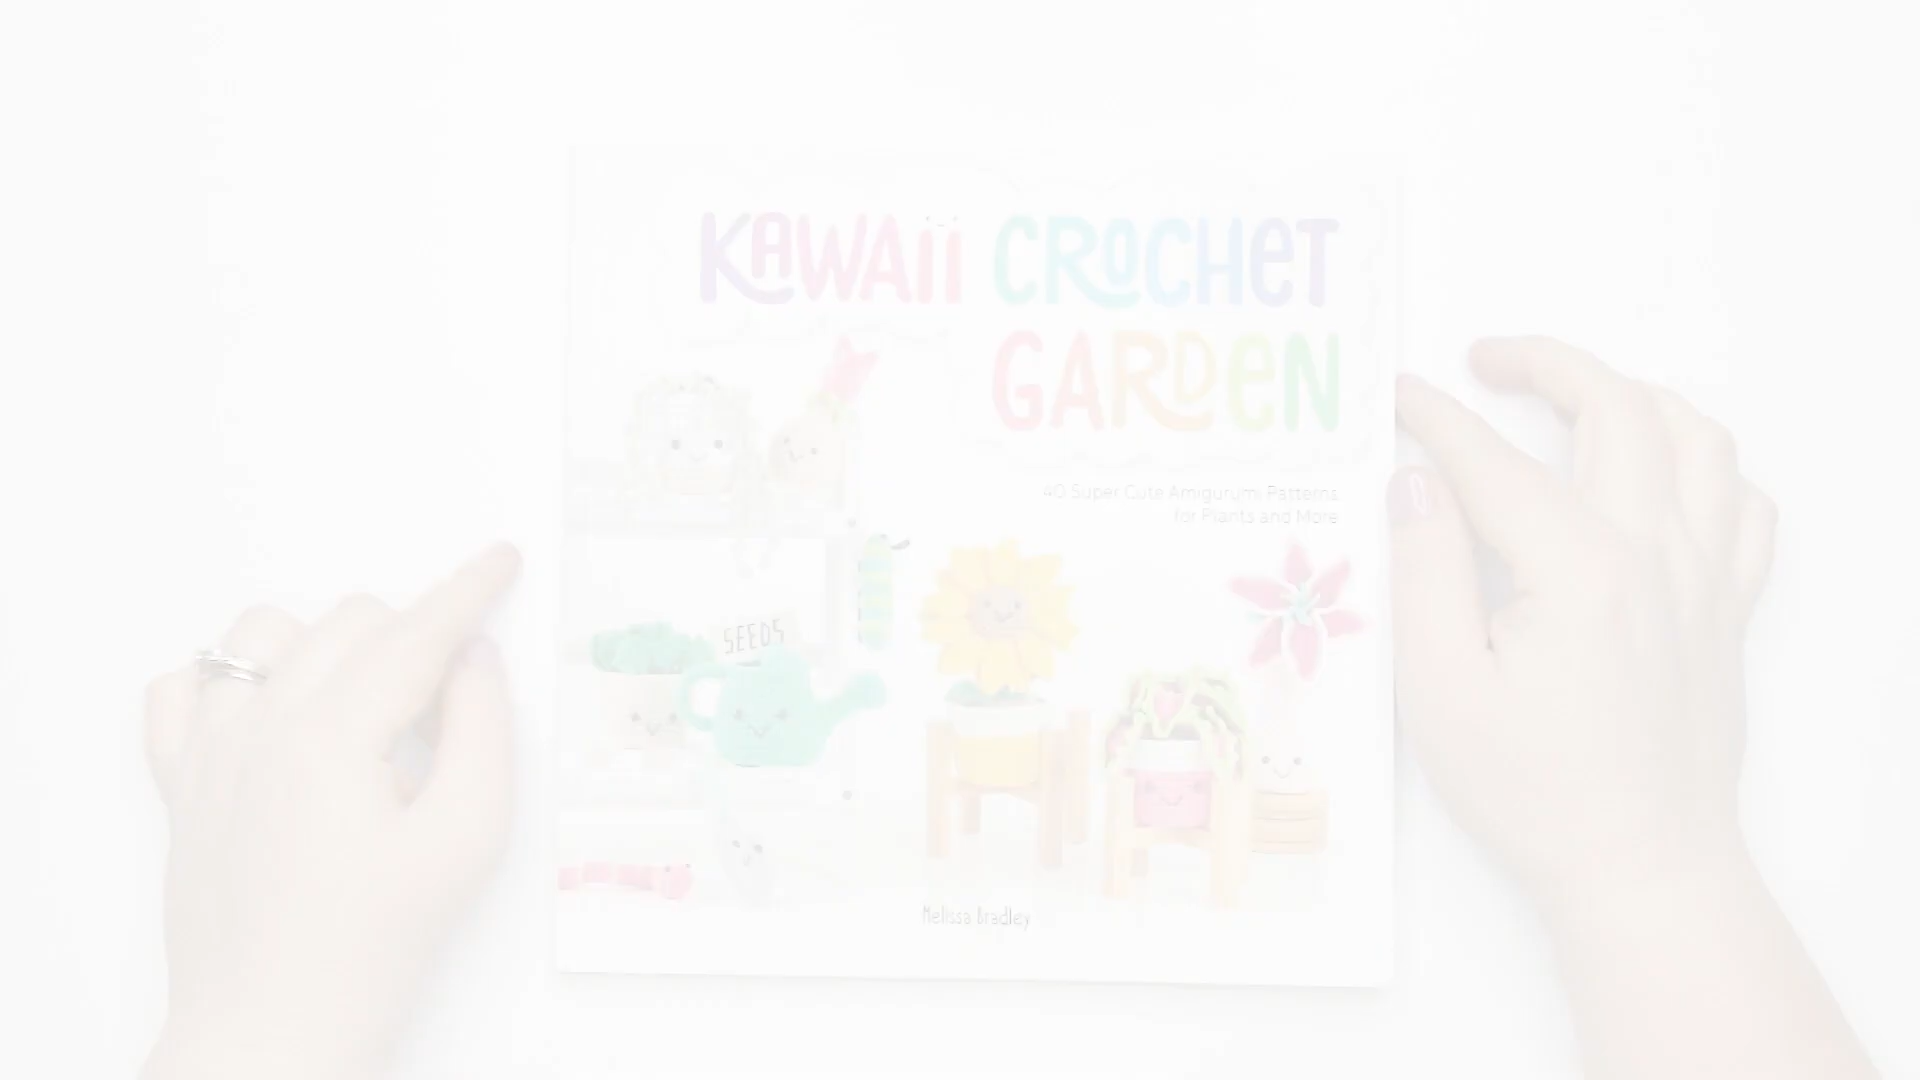 KAWAii CROCHET
GARDeN
40 Super Cute Amigurumi Patterns
for Plants and More
SEEDS
Melissa Bradley